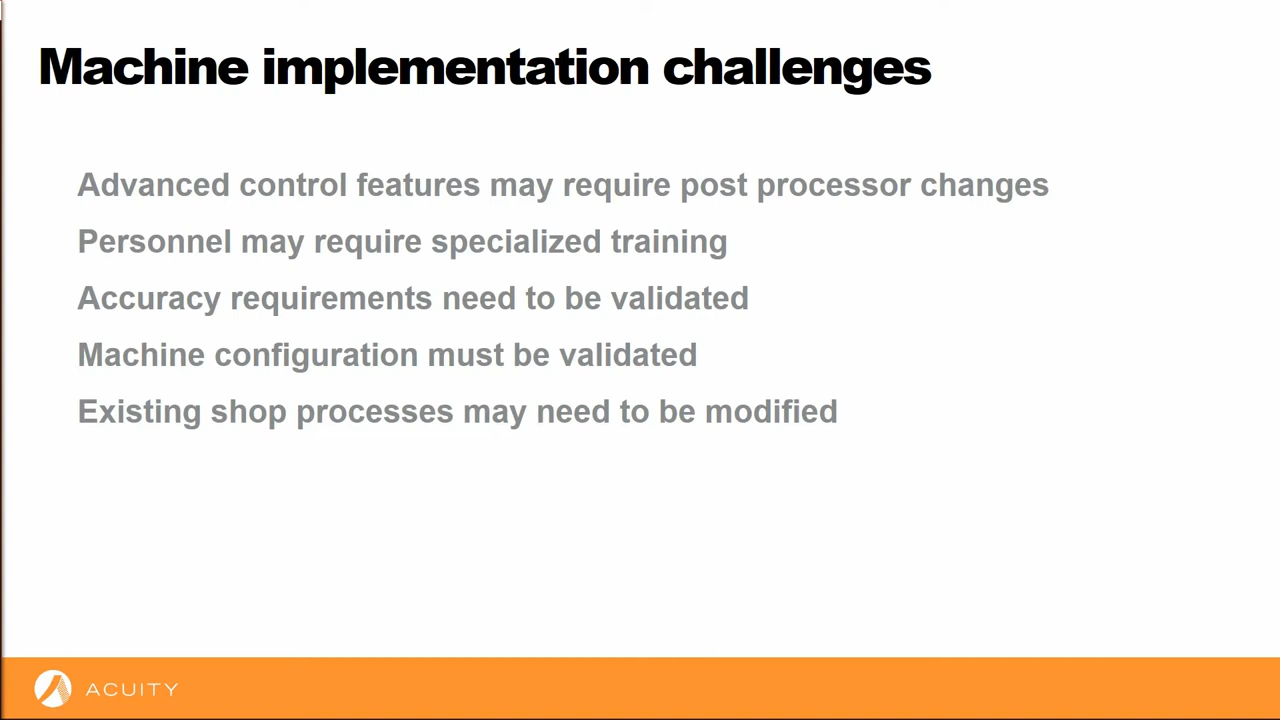 Machine implementation challenges
Advanced control features may require post processor changes
Personnel may require specialized training
Accuracy requirements need to be validated
Machine configuration must be validated
Existing shop processes may need to be modified
ACUITY